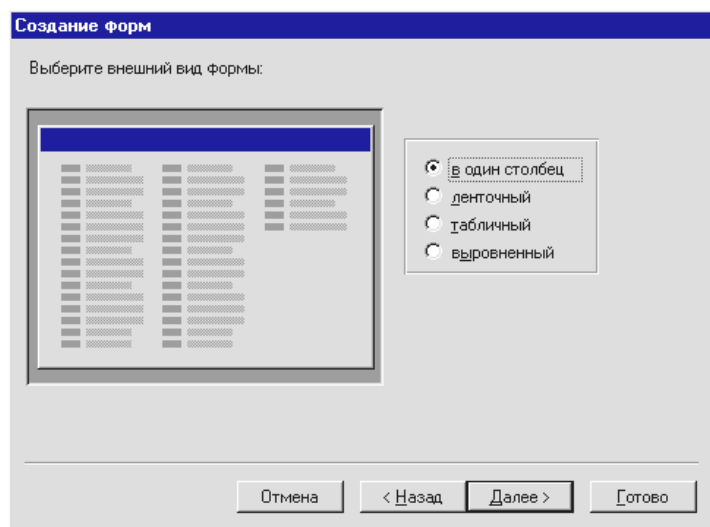 Создание форм
Выберите внешний вид формы:
в один столбец
ленточный
табличный
выровненный
Отмена
< Назад
Далее >
Готово